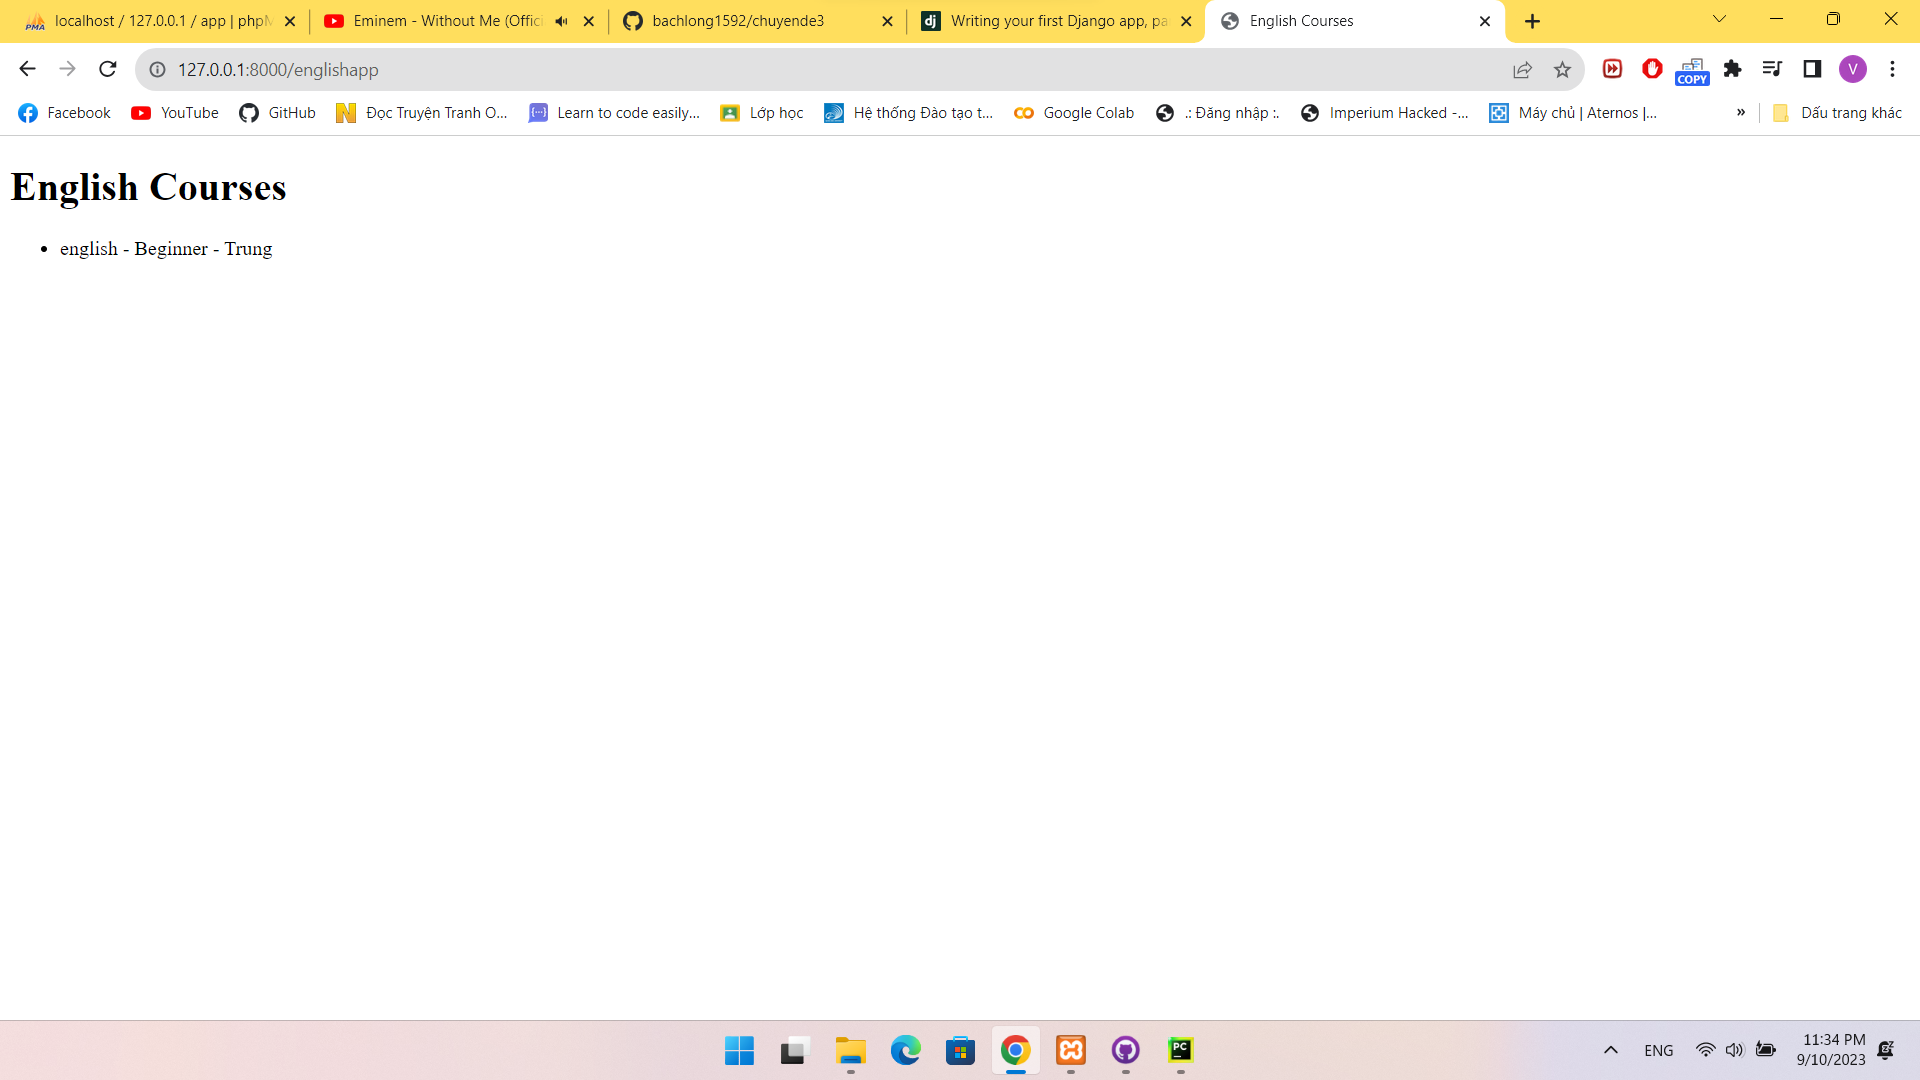 localhost / 127.0.0.1 / app | phpM
Eminem - Without Me (Offici
bachlong1592/chuyende3
Writing your first Django app, pa
English Courses
127.0.0.1:8000/englishapp
COPY
V
Facebook
YouTube
GitHub
Đọc Truyện Tranh O...
Learn to code easily...
Lớp học
Hệ thống Đào tạo t...
Google Colab
.: Đăng nhập :.
Imperium Hacked -...
Máy chủ | Aternos |...
»
Dấu trang khác
English Courses
• english - Beginner - Trung
ENG
11:34 PM
9/10/2023